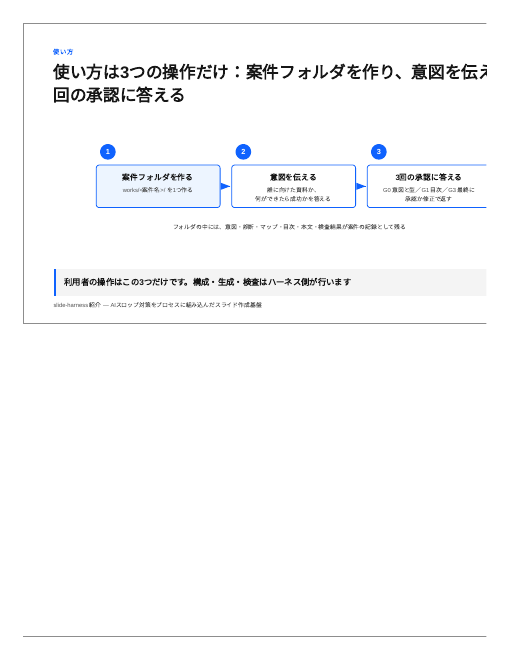 使い方
使い方は3つの操作だけ：案件フォルダを作り、意図を伝え
回の承認に答える
1
2
3
案件フォルダを作る
works/<案件名>/ を1つ作る
意図を伝える
誰に向けた資料か、
何ができたら成功かを答える
3回の承認に答える
G0 意図と型／G1 目次／G3 最終に
承認か修正で返す
フォルダの中には、意図・診断・マップ・目次・本文・検査結果が案件の記録として残る
利用者の操作はこの3つだけです。構成・生成・検査はハーネス側が行います
slide-harness紹介 — AIスロップ対策をプロセスに組み込んだスライド作成基盤